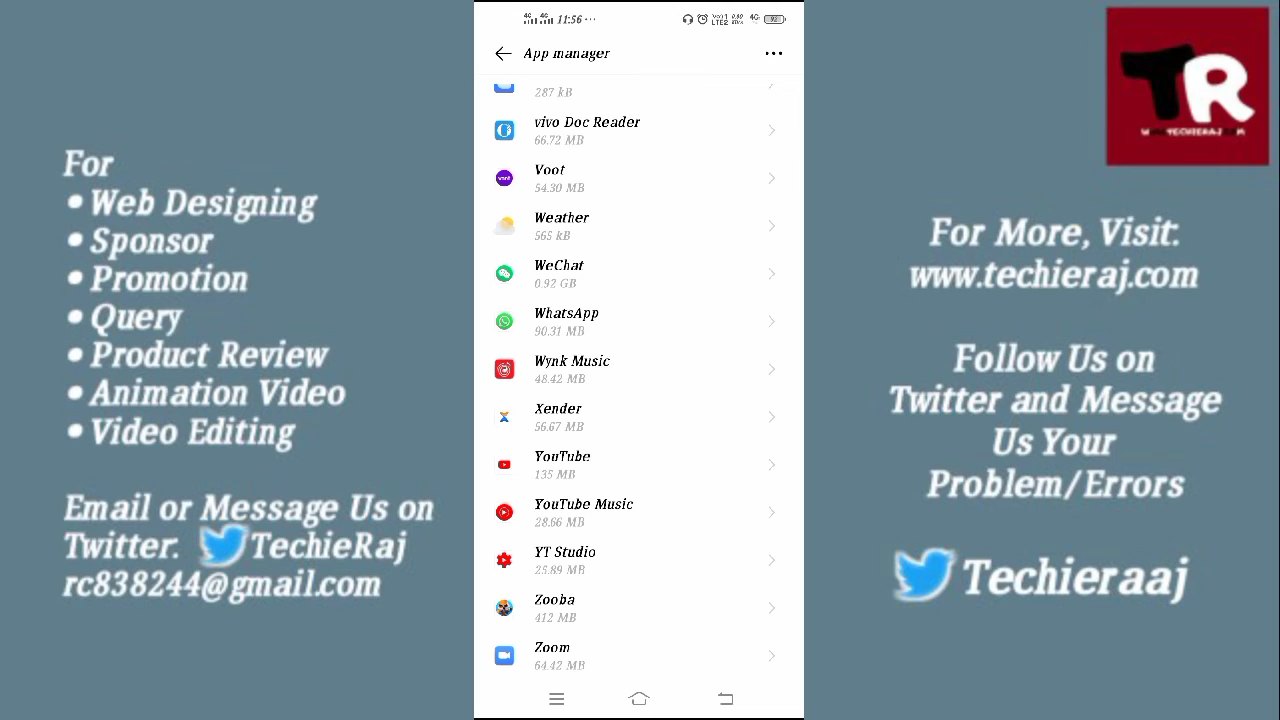 For
• Web Designing
• Sponsor
• Promotion
• Query
• Product Review
• Animation Video
• Video Editing
Email or Message Us on
Twitter. TechieRaj
rc838244@gmail.com
4G 4G 11:56 ...
4G
App manager
287 kB
vivo Doc Reader
66.72 MB
Voot
54.30 MB
Weather
565 kB
WeChat
0.92 GB
WhatsApp
90.31 MB
Wynk Music
48.42 MB
Xender
56.67 MB
YouTube
135 MB
YouTube Music
28.66 MB
YT Studio
25.89 MB
Zooba
412 MB
Zoom
64.42 MB
TR
For More, Visit:
www.techieraj.com
Follow Us on
Twitter and Message
Us Your
Problem/Errors
Techieraaj